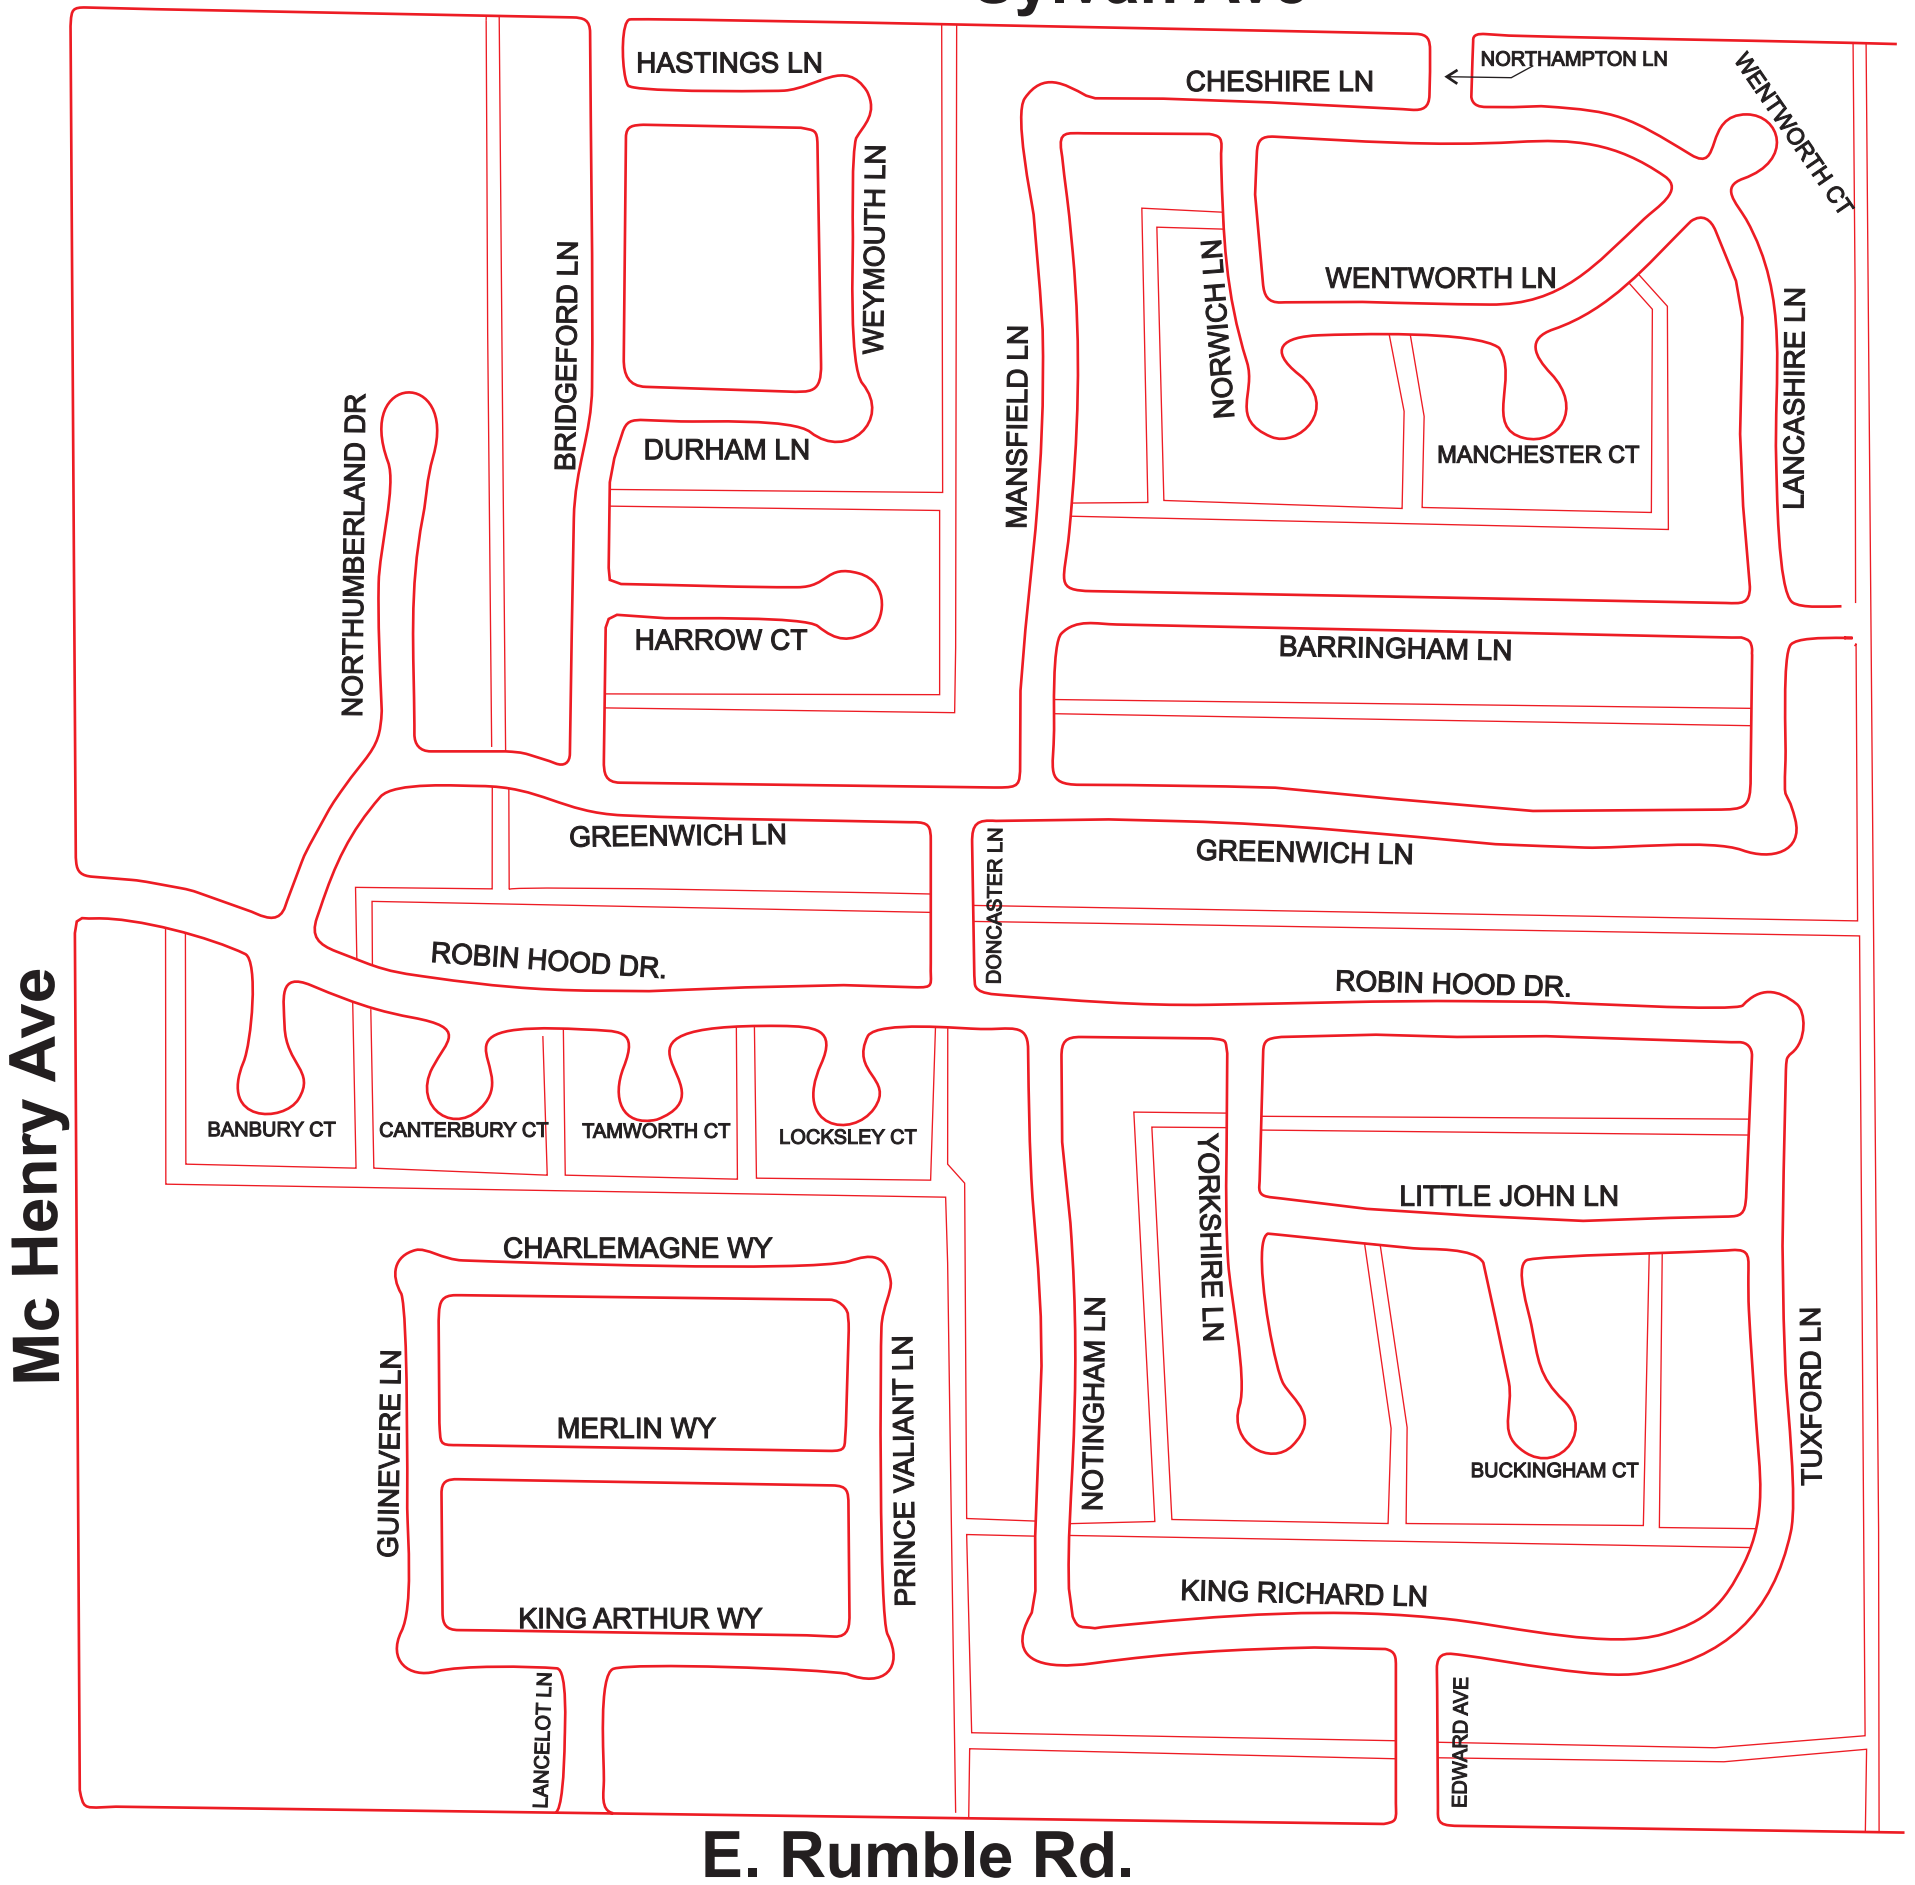 HASTINGS LN
CHESHIRE LN
NORTHAMPTON LN
WENTWORTH CT
WEYMOUTH LN
BRIDGEFORD LN
NORWICH LN
WENTWORTH LN
MANSFIELD LN
LANCASHIRE LN
NORTHUMBERLAND DR
DURHAM LN
MANCHESTER CT
HARROW CT
BARRINGHAM LN
GREENWICH LN
DONCASTER LN
GREENWICH LN
ROBIN HOOD DR.
ROBIN HOOD DR.
Mc Henry Ave
BANBURY CT
CANTERBURY CT
TAMWORTH CT
LOCKSLEY CT
YORKSHIRE LN
LITTLE JOHN LN
CHARLEMAGNE WY
NOTINGHAM LN
TUXFORD LN
GUINEVERE LN
PRINCE VALIANT LN
MERLIN WY
BUCKINGHAM CT
KING RICHARD LN
KING ARTHUR WY
LANCELOT LN
EDWARD AVE
E. Rumble Rd.